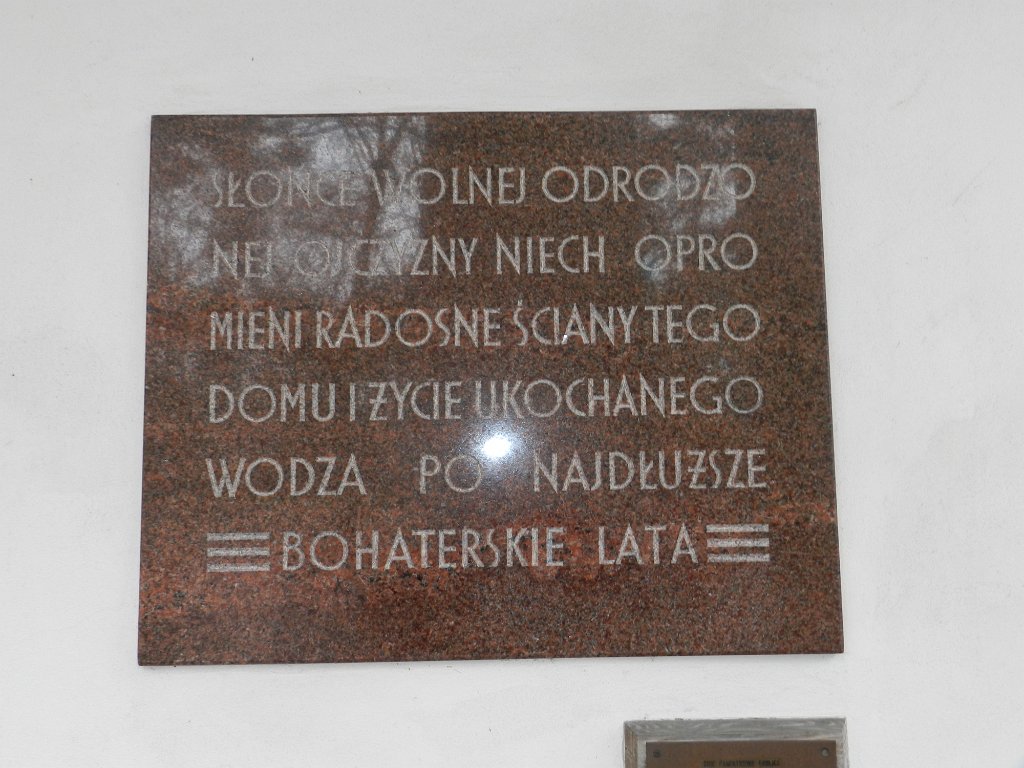 SŁOŃCE WOLNEJ ODRODZO
NEJ OJCZYZNY NIECH OPRO
MIENI RADOSNE ŚCIANY TEGO
DOMU I ŻYCIE UKOCHANEGO
WODZA PO NAJDŁUŻSZE
BOHATERSKIE LATA